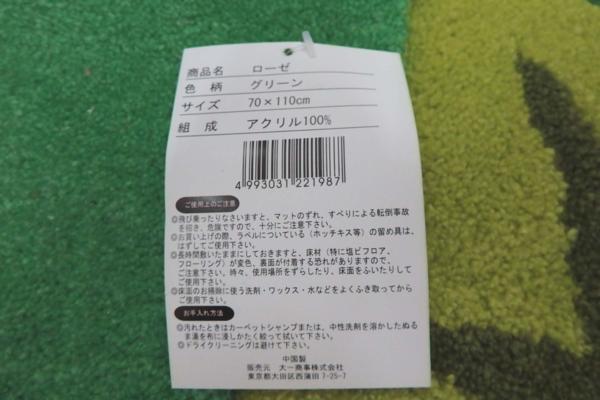 商品名 ローゼ
色 柄 グリーン
サイズ 70×110cm
組 成 アクリル100%
4 993031 221987
ご使用上のご注意
◎飛び乗ったりなさいますと、マットのずれ、すべりによる転倒事故
を招き、危険ですので、十分にご注意下さい。
◎お買い上げの際、ラベルについている（ホッチキス等）の留め具は、
はずしてご使用下さい。
◎長時間敷いたままにしておきますと、床材（特に塩ビフロア、
フローリング）が変色、裏面が付着する恐れがありますので、
ご注意下さい。時々、使用場所をずらしたり、床面をふいたりして
ご使用下さい。
◎床面のお掃除に使う洗剤・ワックス・水などをよくふき取ってから
ご使用下さい。
お手入れ方法
◎汚れたときはカーペットシャンプまたは、中性洗剤を溶かしたぬる
ま湯を布に浸しかたく絞って拭いて下さい。
◎ドライクリーニングは避けて下さい。
中国製
販売元 大一商事株式会社
東京都大田区西蒲田 7-25-7